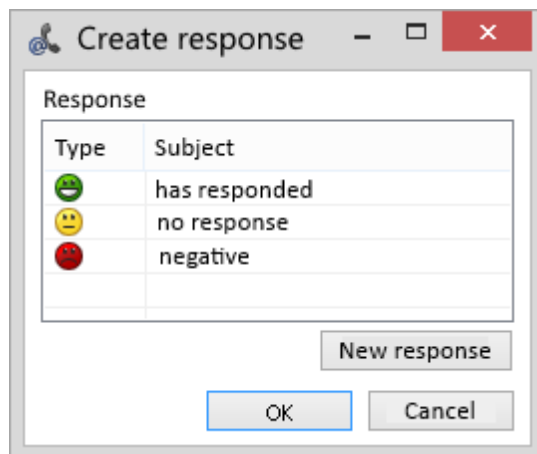 Create response
Response
Type Subject
has responded
no response
negative
New response
OK Cancel